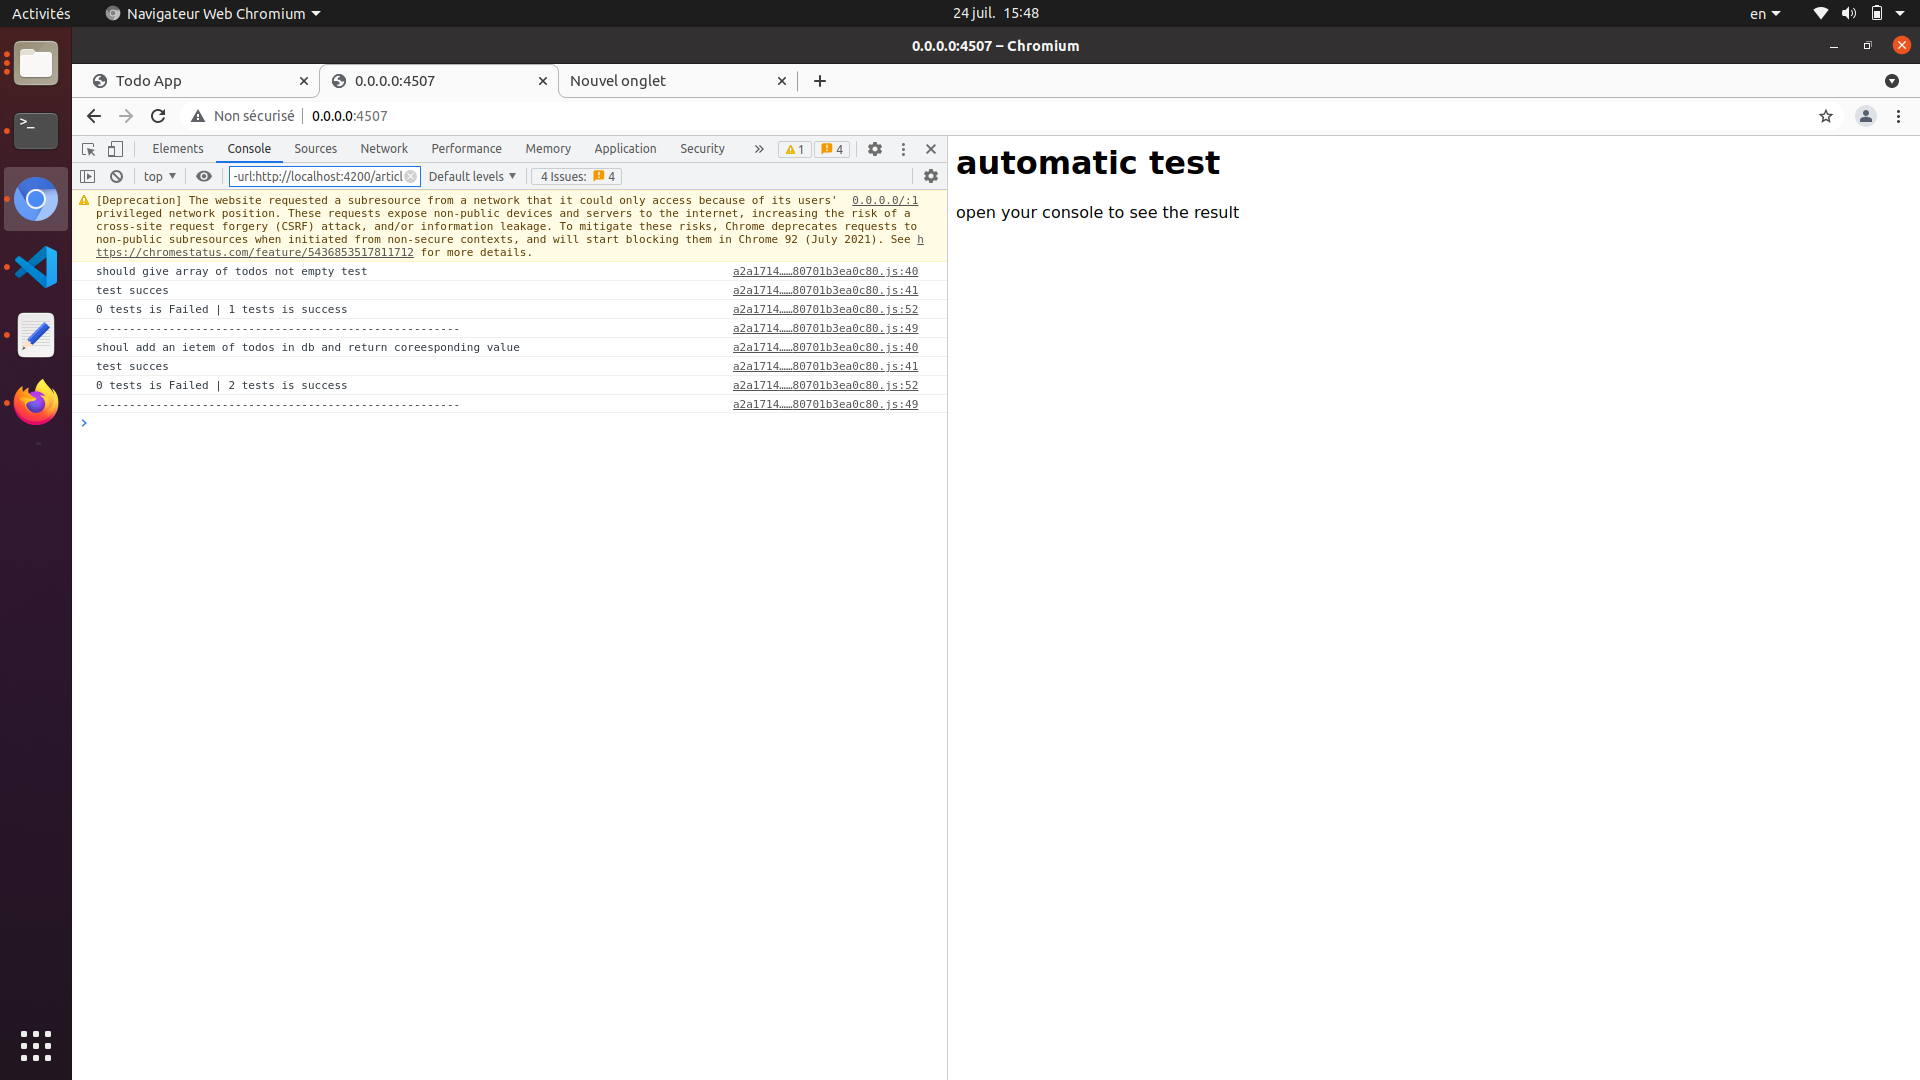 Activités
Navigateur Web Chromium
24 juil. 15:48
en
0.0.0.0:4507 – Chromium
Todo App
0.0.0.0:4507
Nouvel onglet
Non sécurisé
0.0.0.0:4507
Elements
Console
Sources
Network
Performance
Memory
Application
Security
1
4
top
-url:http://localhost:4200/articl
Default levels
4 Issues: 4
[Deprecation] The website requested a subresource from a network that it could only access because of its users' 0.0.0.0/:1
privileged network position. These requests expose non-public devices and servers to the internet, increasing the risk of a
cross-site request forgery (CSRF) attack, and/or information leakage. To mitigate these risks, Chrome deprecates requests to
non-public subresources when initiated from non-secure contexts, and will start blocking them in Chrome 92 (July 2021). See h
ttps://chromestatus.com/feature/5436853517811712 for more details.
should give array of todos not empty test a2a1714……80701b3ea0c80.js:40
test succes a2a1714……80701b3ea0c80.js:41
0 tests is Failed | 1 tests is success a2a1714……80701b3ea0c80.js:52
------------------------------------------------------- a2a1714……80701b3ea0c80.js:49
shoul add an ietem of todos in db and return coreesponding value a2a1714……80701b3ea0c80.js:40
test succes a2a1714……80701b3ea0c80.js:41
0 tests is Failed | 2 tests is success a2a1714……80701b3ea0c80.js:52
------------------------------------------------------- a2a1714……80701b3ea0c80.js:49
automatic test
open your console to see the result